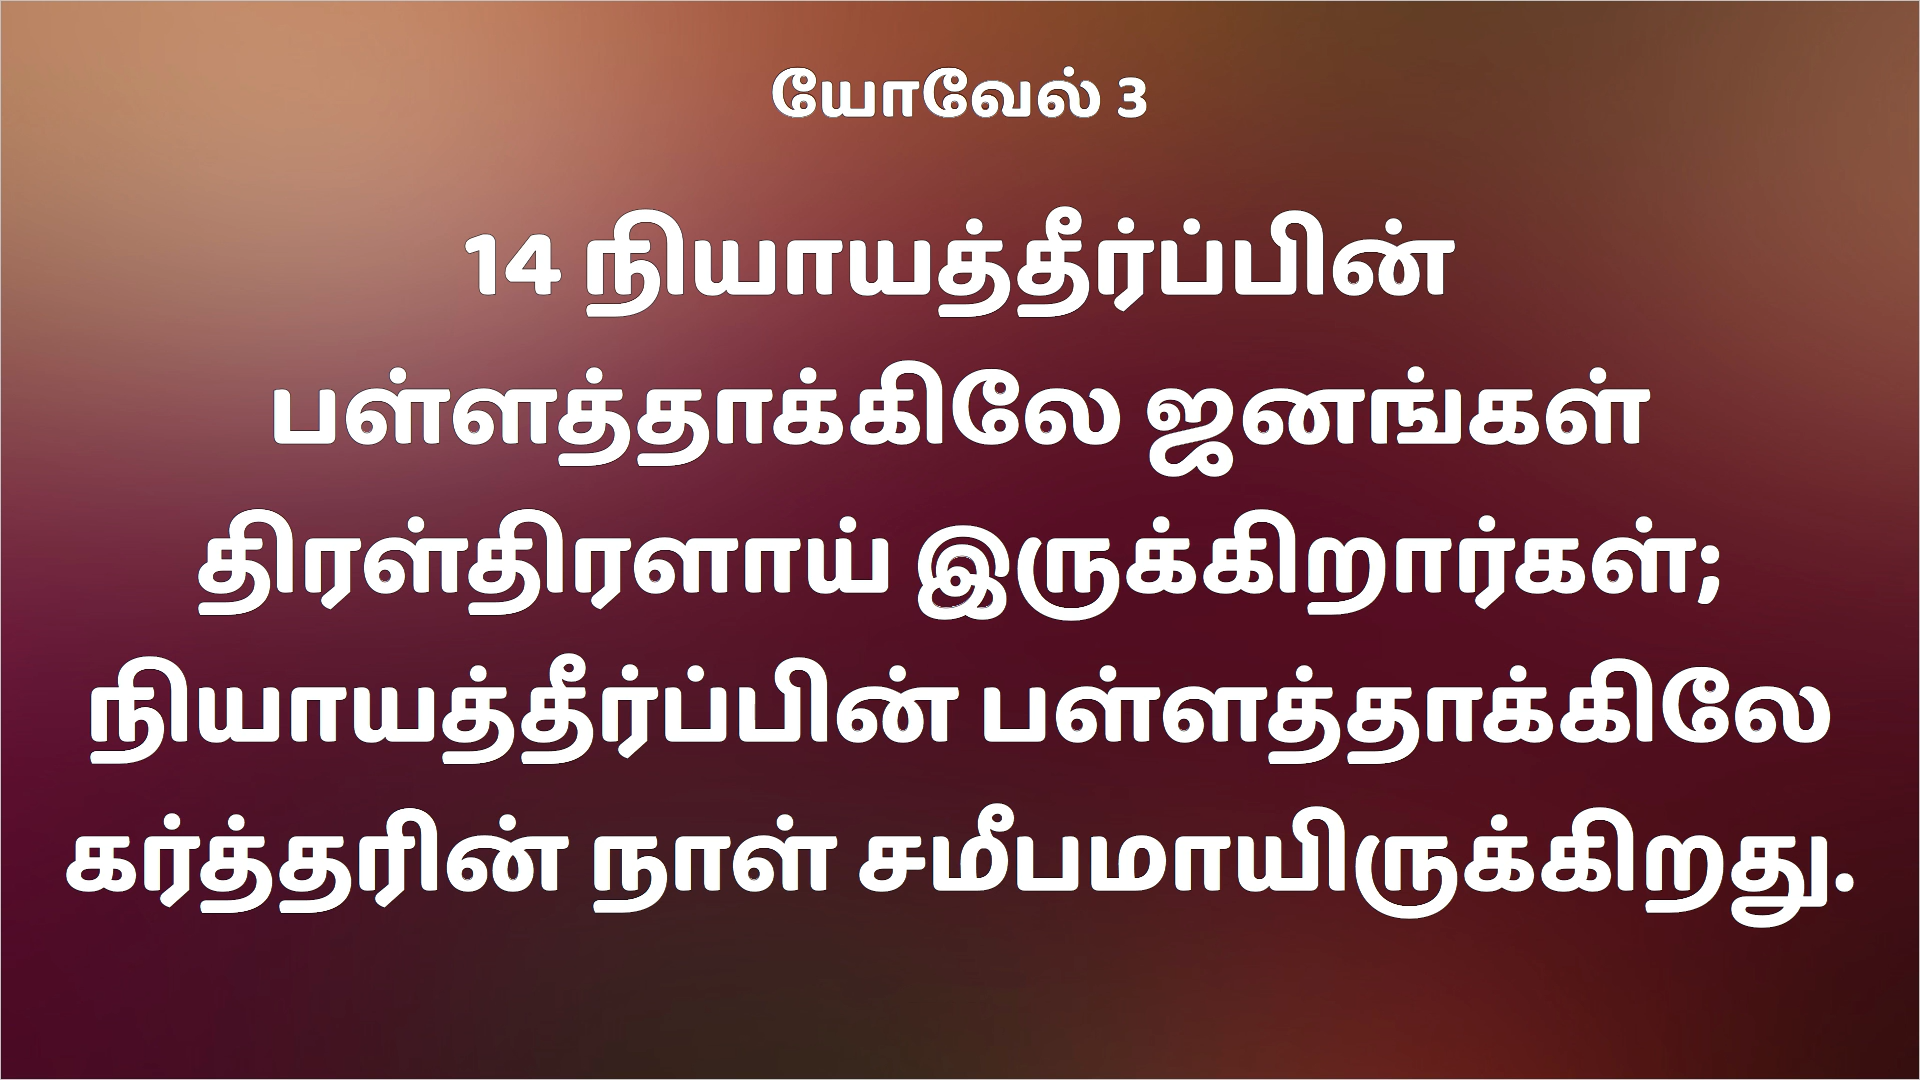 யோவேல் 3
14 நியாயத்தீர்ப்பின்
பள்ளத்தாக்கிலே ஜனங்கள்
திரள்திரளாய் இருக்கிறார்கள்;
நியாயத்தீர்ப்பின் பள்ளத்தாக்கிலே
கர்த்தரின் நாள் சமீபமாயிருக்கிறது.